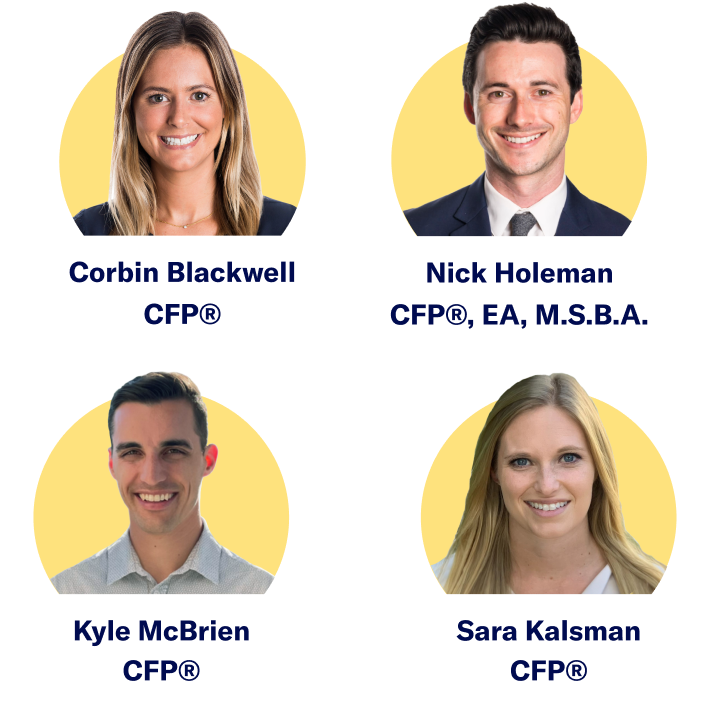 Corbin Blackwell
CFP®
Nick Holeman
CFP®, EA, M.S.B.A.
Kyle McBrien
CFP®
Sara Kalsman
CFP®